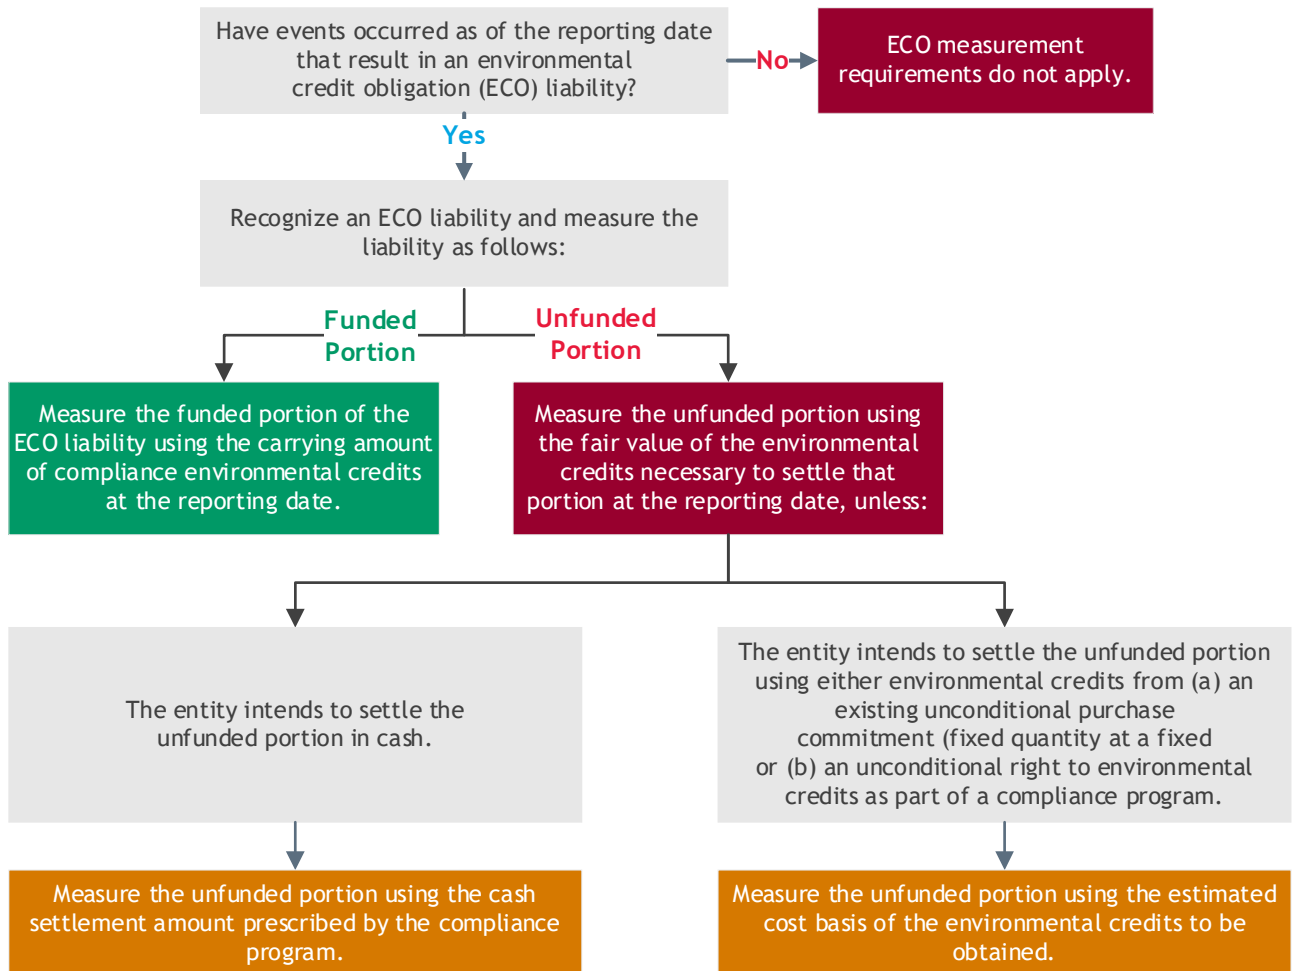 Have events occurred as of the reporting date
that result in an environmental
credit obligation (ECO) liability?
No
ECO measurement
requirements do not apply.
Yes
Recognize an ECO liability and measure the
liability as follows:
Funded
Portion
Unfunded
Portion
Measure the funded portion of the
ECO liability using the carrying amount
of compliance environmental credits
at the reporting date.
Measure the unfunded portion using
the fair value of the environmental
credits necessary to settle that
portion at the reporting date, unless:
The entity intends to settle the
unfunded portion in cash.
The entity intends to settle the unfunded portion
using either environmental credits from (a) an
existing unconditional purchase
commitment (fixed quantity at a fixed
or (b) an unconditional right to environmental
credits as part of a compliance program.
Measure the unfunded portion using the cash
settlement amount prescribed by the compliance
program.
Measure the unfunded portion using the estimated
cost basis of the environmental credits to be
obtained.